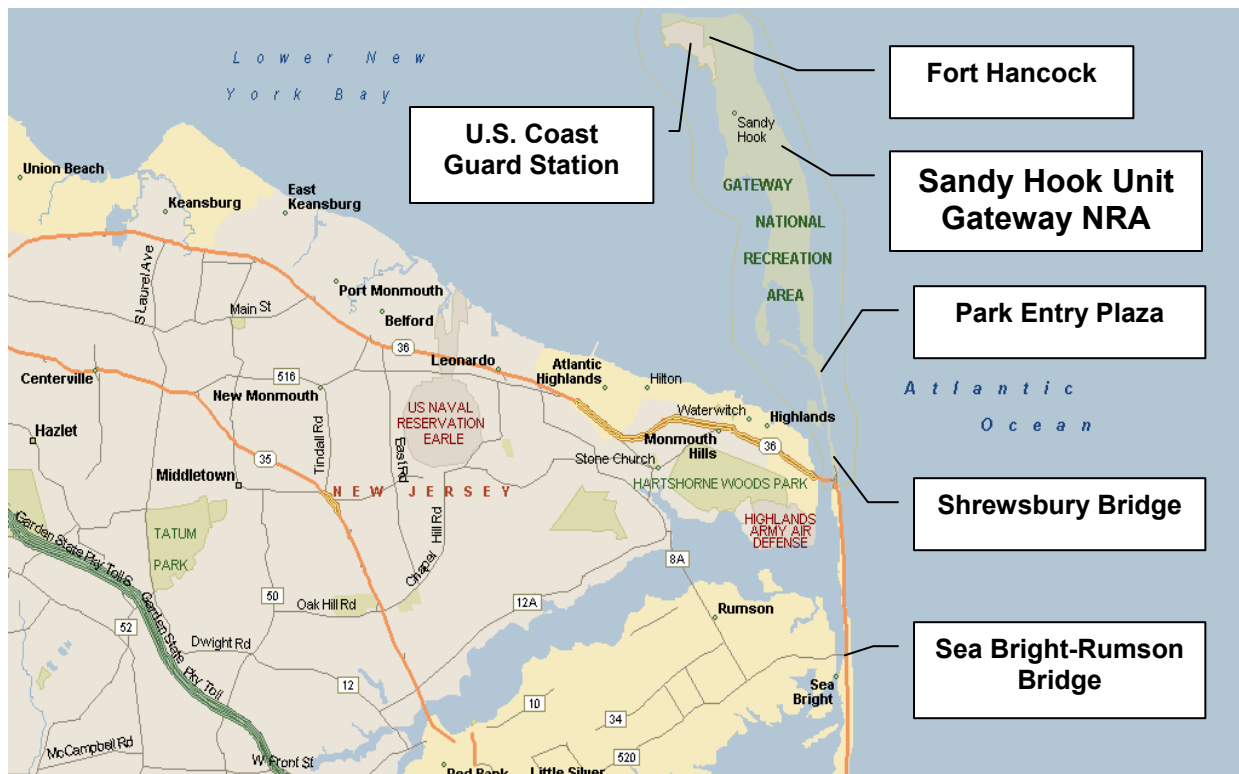 Lower New
York Bay
Fort Hancock
U.S. Coast
Guard Station
Sandy
Hook
Sandy Hook Unit
Gateway NRA
Union Beach
Keansburg
East
Keansburg
GATEWAY
NATIONAL
RECREATION
AREA
S Laurel Ave
Port Monmouth
Main St
Belford
Park Entry Plaza
36
Leonardo
Atlantic
Highlands
Hilton
Centerville
516
New Monmouth
US NAVAL
RESERVATION
EARLE
Waterwitch
Highlands
Atlantic
Ocean
Hazlet
Monmouth
Hills
36
35
Tindall Rd
East Rd
Stone Church
Middletown
NEW JERSEY
HARTSHORNE WOODS PARK
Shrewsbury Bridge
HIGHLANDS
ARMY AIR
DEFENSE
Garden State Pky Toll S
TATUM
PARK
Chapel Hill Rd
8A
50
Oak Hill Rd
12A
Rumson
52
Garden State Pky Toll
Dwight Rd
Sea Bright-Rumson
Bridge
12
Sea
Bright
10
34
McCampbell Rd
W Front St
520
Red Bank
Little Silver